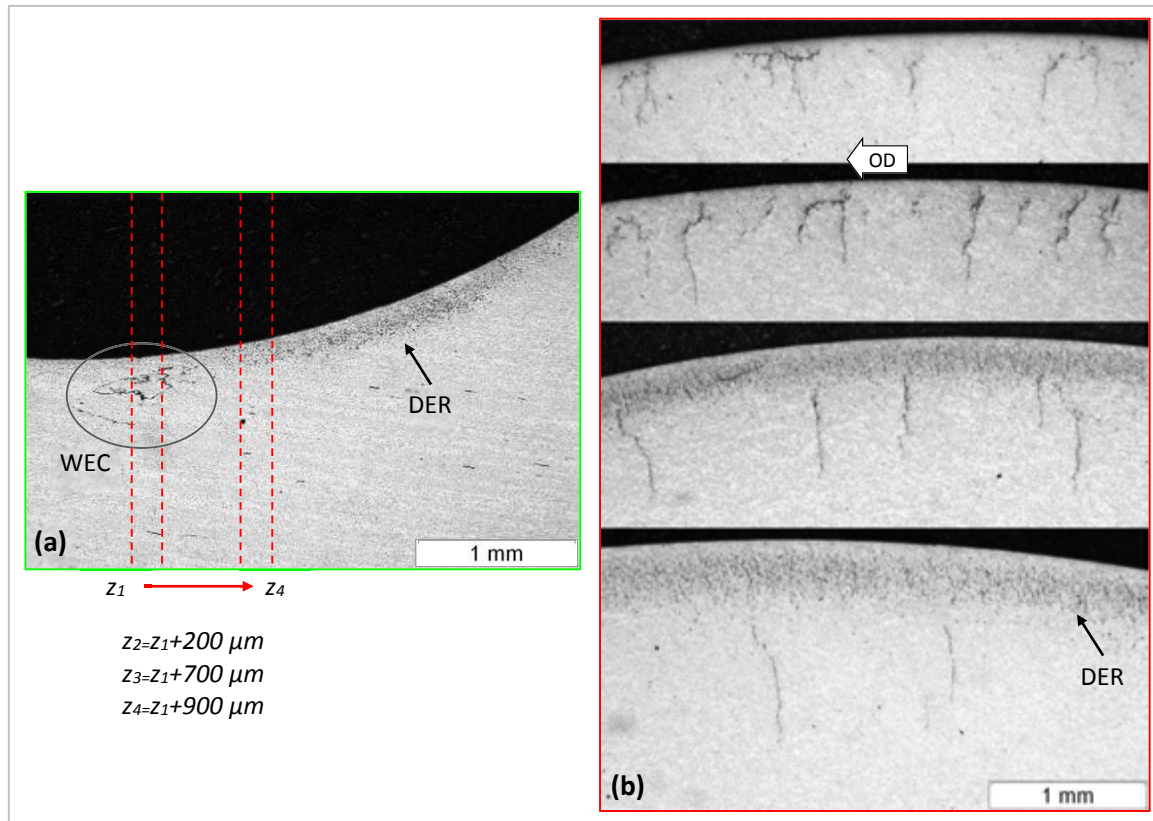 WEC
DER
(a)
1 mm
z1
z4
z2=z1+200 μm
z3=z1+700 μm
z4=z1+900 μm
OD
DER
(b)
1 mm